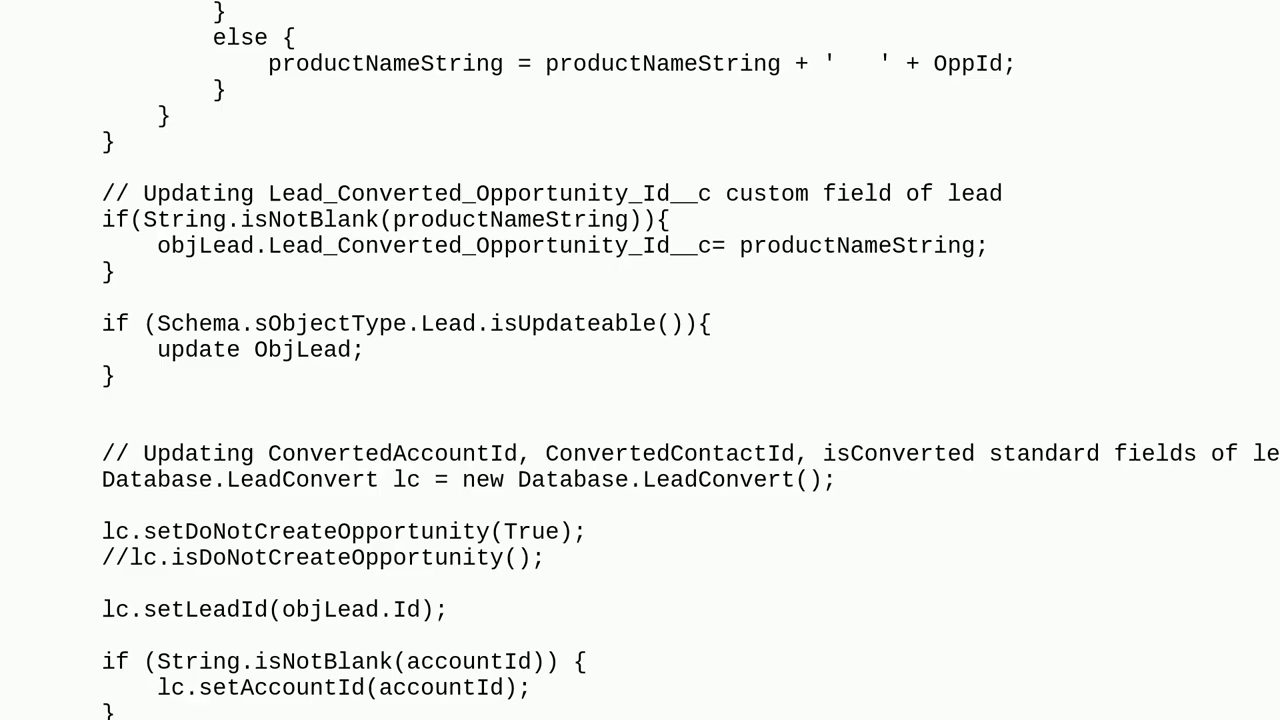 }
else {
productNameString = productNameString + '   ' + OppId;
}
}
}
// Updating Lead_Converted_Opportunity_Id__c custom field of lead
if(String.isNotBlank(productNameString)){
objLead.Lead_Converted_Opportunity_Id__c= productNameString;
}
if (Schema.sObjectType.Lead.isUpdateable()){
update ObjLead;
}
// Updating ConvertedAccountId, ConvertedContactId, isConverted standard fields of le
Database.LeadConvert lc = new Database.LeadConvert();
lc.setDoNotCreateOpportunity(True);
//lc.isDoNotCreateOpportunity();
lc.setLeadId(objLead.Id);
if (String.isNotBlank(accountId)) {
lc.setAccountId(accountId);
}